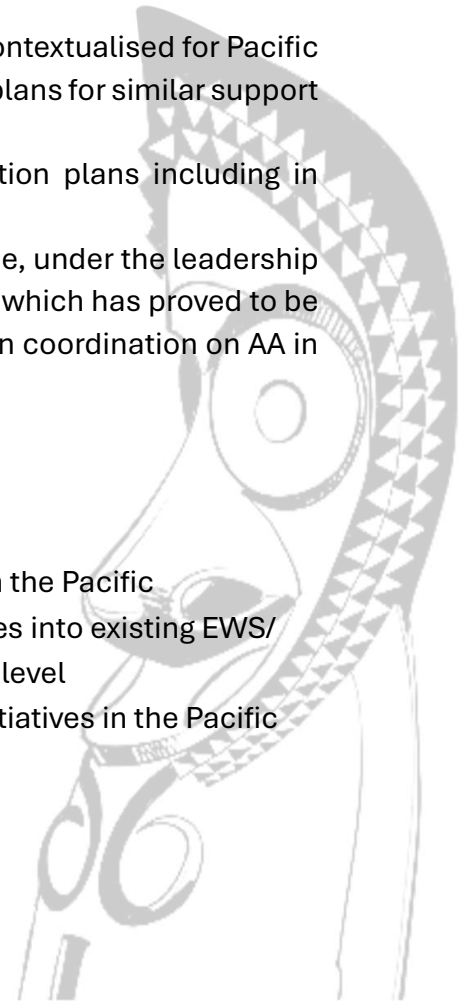 ontextualised for Pacific
plans for similar support
tion plans including in
e, under the leadership
which has proved to be
n coordination on AA in
the Pacific
es into existing EWS/
level
tiatives in the Pacific